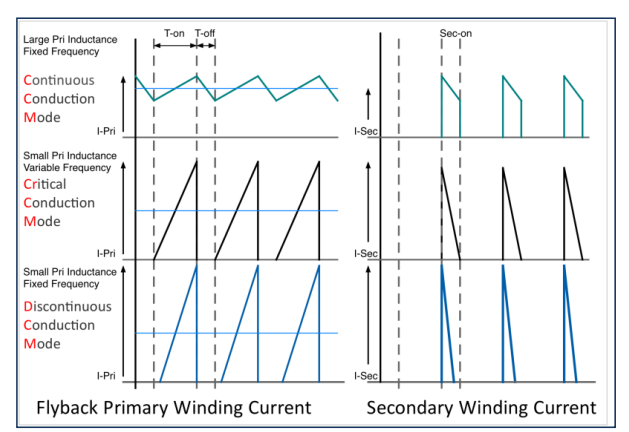 T-on
T-off
Sec-on
Large Pri Inductance
Fixed Frequency
Continuous
Conduction
Mode
I-Pri
I-Sec
Small Pri Inductance
Variable Frequency
Critical
Conduction
Mode
I-Pri
I-Sec
Small Pri Inductance
Fixed Frequency
Discontinuous
Conduction
Mode
I-Pri
I-Sec
Flyback Primary Winding Current
Secondary Winding Current